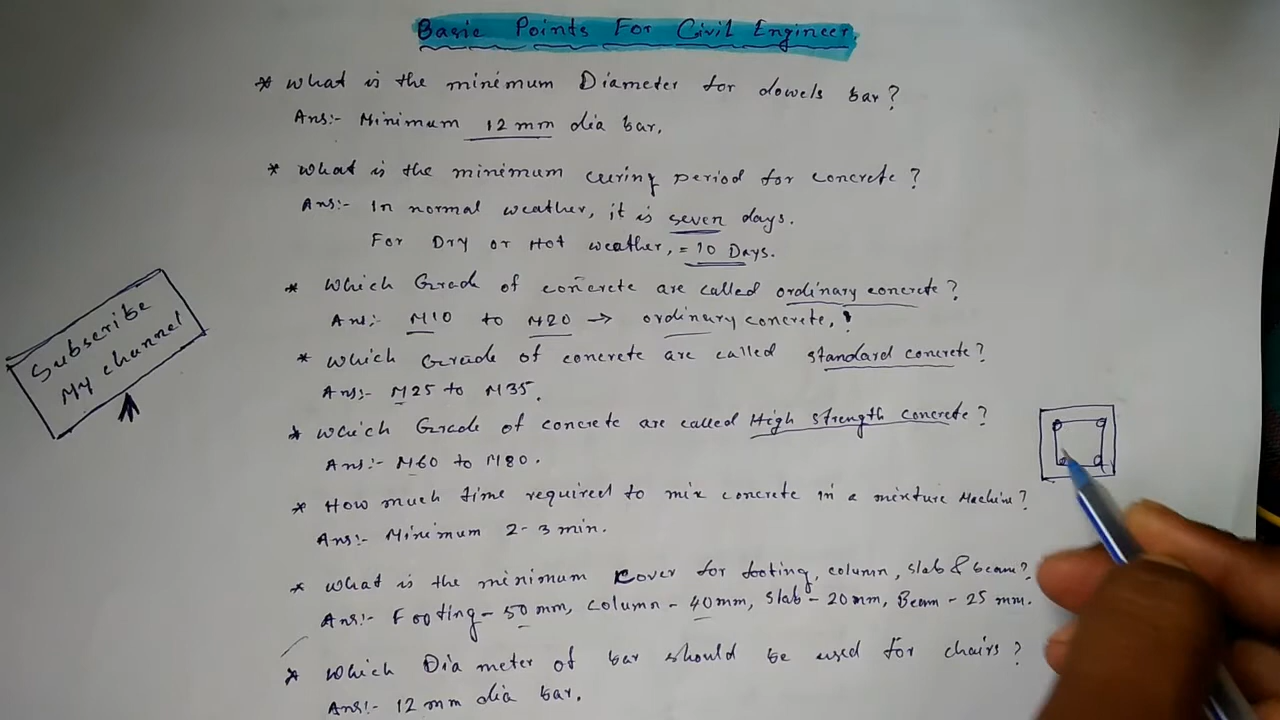 Basic Points For Civil Engineer.
* What is the minimum Diameter for dowels bar?
Ans:- Minimum 12 mm dia bar.
* What is the minimum curing period for concrete?
Ans:- In normal weather, it is seven days.
For Dry or Hot weather, = 10 Days.
* Which Grade of concrete are called ordinary concrete?
Ans:- M10 to M20 → ordinary concrete,
* Which Grade of concrete are called standard concrete?
Ans:- M25 to M35.
* Which Grade of concrete are called High strength concrete?
Ans:- M60 to M80.
* How much time required to mix concrete in a mixture Machine?
Ans:- Minimum 2-3 min.
* What is the minimum cover for footing, column, slab & beam?
Ans:- Footing - 50 mm, column - 40 mm, Slab - 20 mm, Beam - 25 mm.
* Which Dia meter of bar should be used for chairs?
Ans:- 12 mm dia bar.
Subscribe
My channel